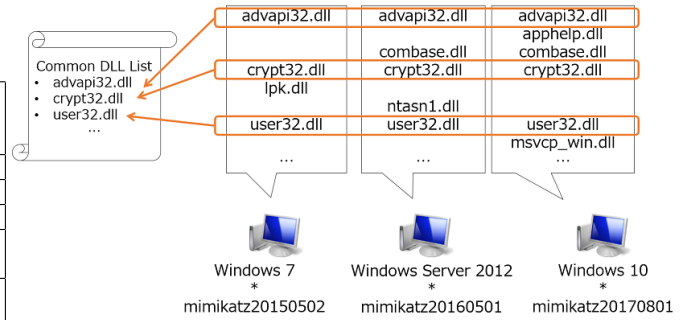 Common DLL List
• advapi32.dll
• crypt32.dll
• user32.dll
...
advapi32.dll
crypt32.dll
lpk.dll
user32.dll
...
advapi32.dll
combase.dll
crypt32.dll
ntasn1.dll
user32.dll
...
advapi32.dll
apphelp.dll
combase.dll
crypt32.dll
user32.dll
msvcp_win.dll
...
Windows 7
*
mimikatz20150502
Windows Server 2012
*
mimikatz20160501
Windows 10
*
mimikatz20170801